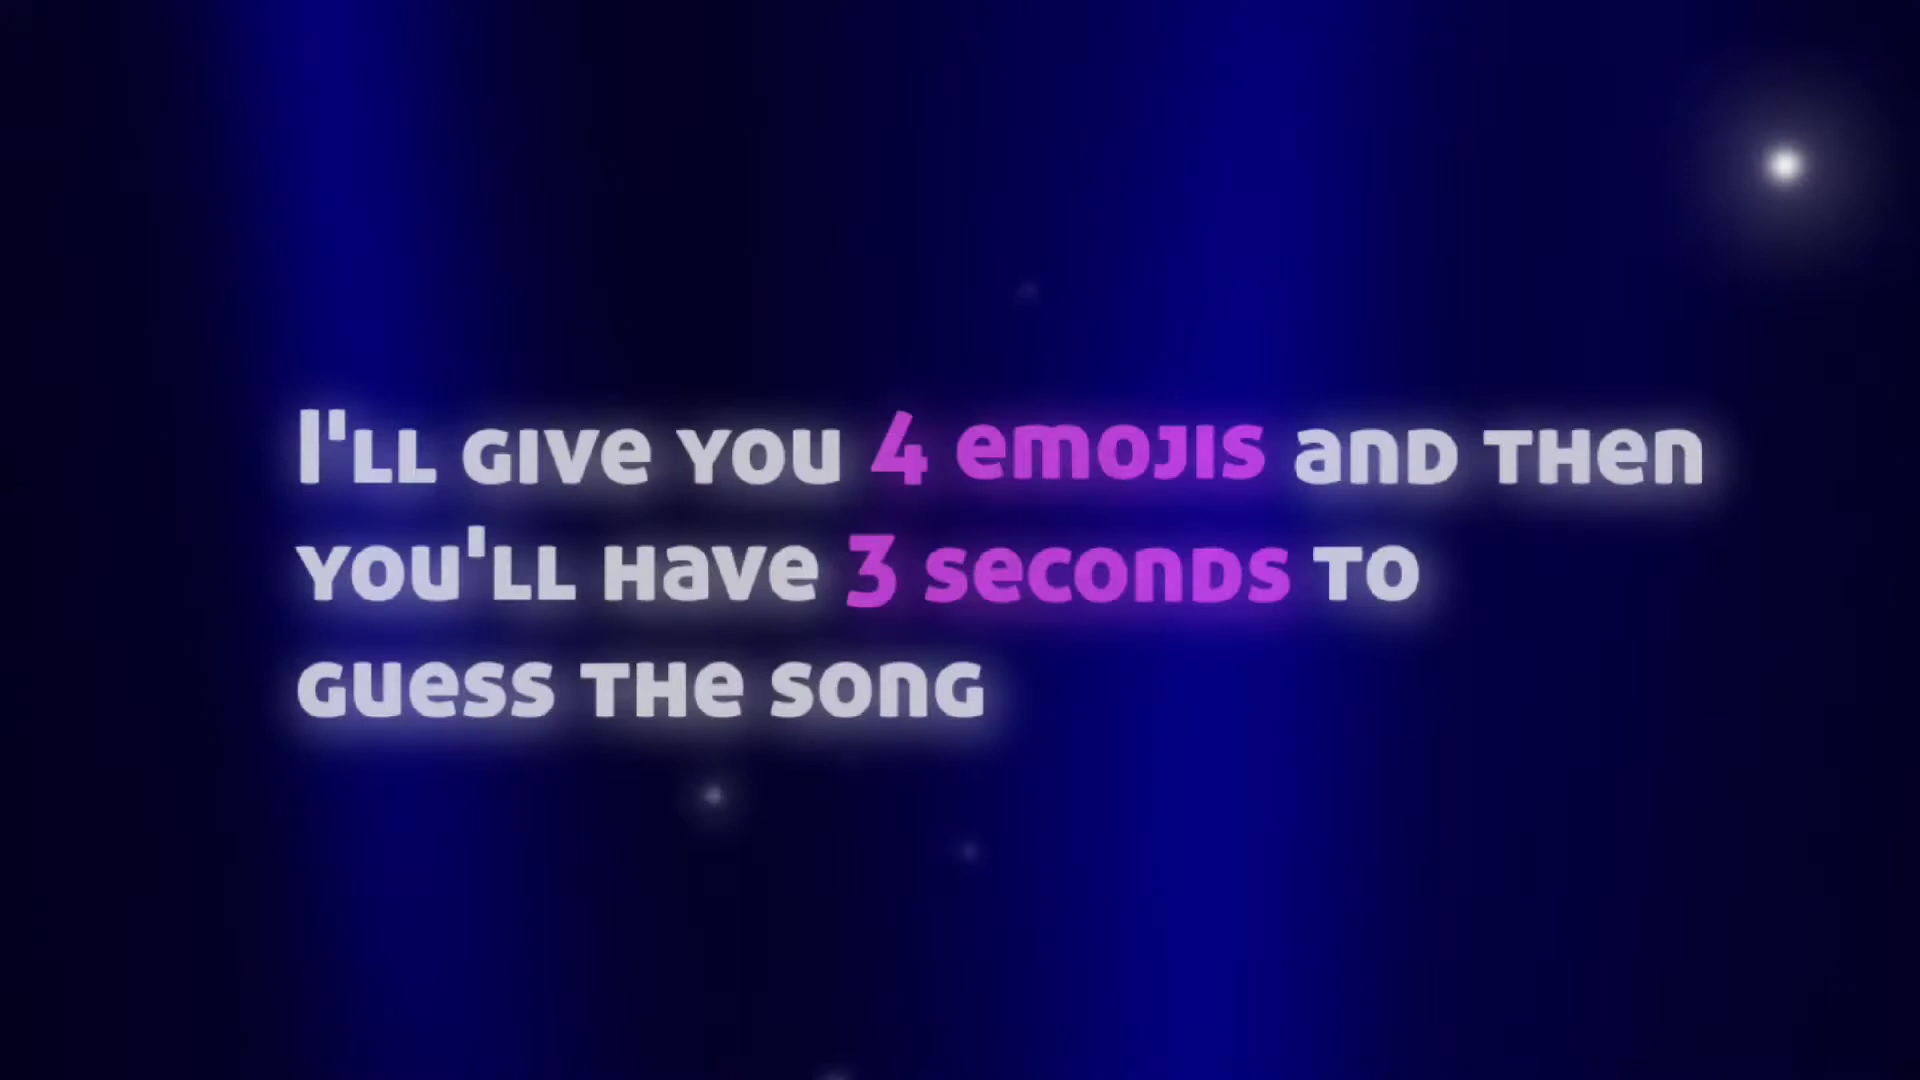 I'll give you 4 emojis and then
you'll have 3 seconds to
guess the song